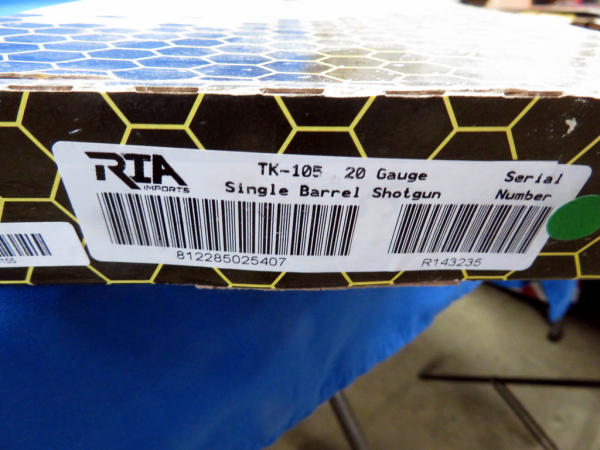 RIA
IMPORTS
TK-105 20 Gauge
Single Barrel Shotgun
Serial
Number
812285025407
R143235